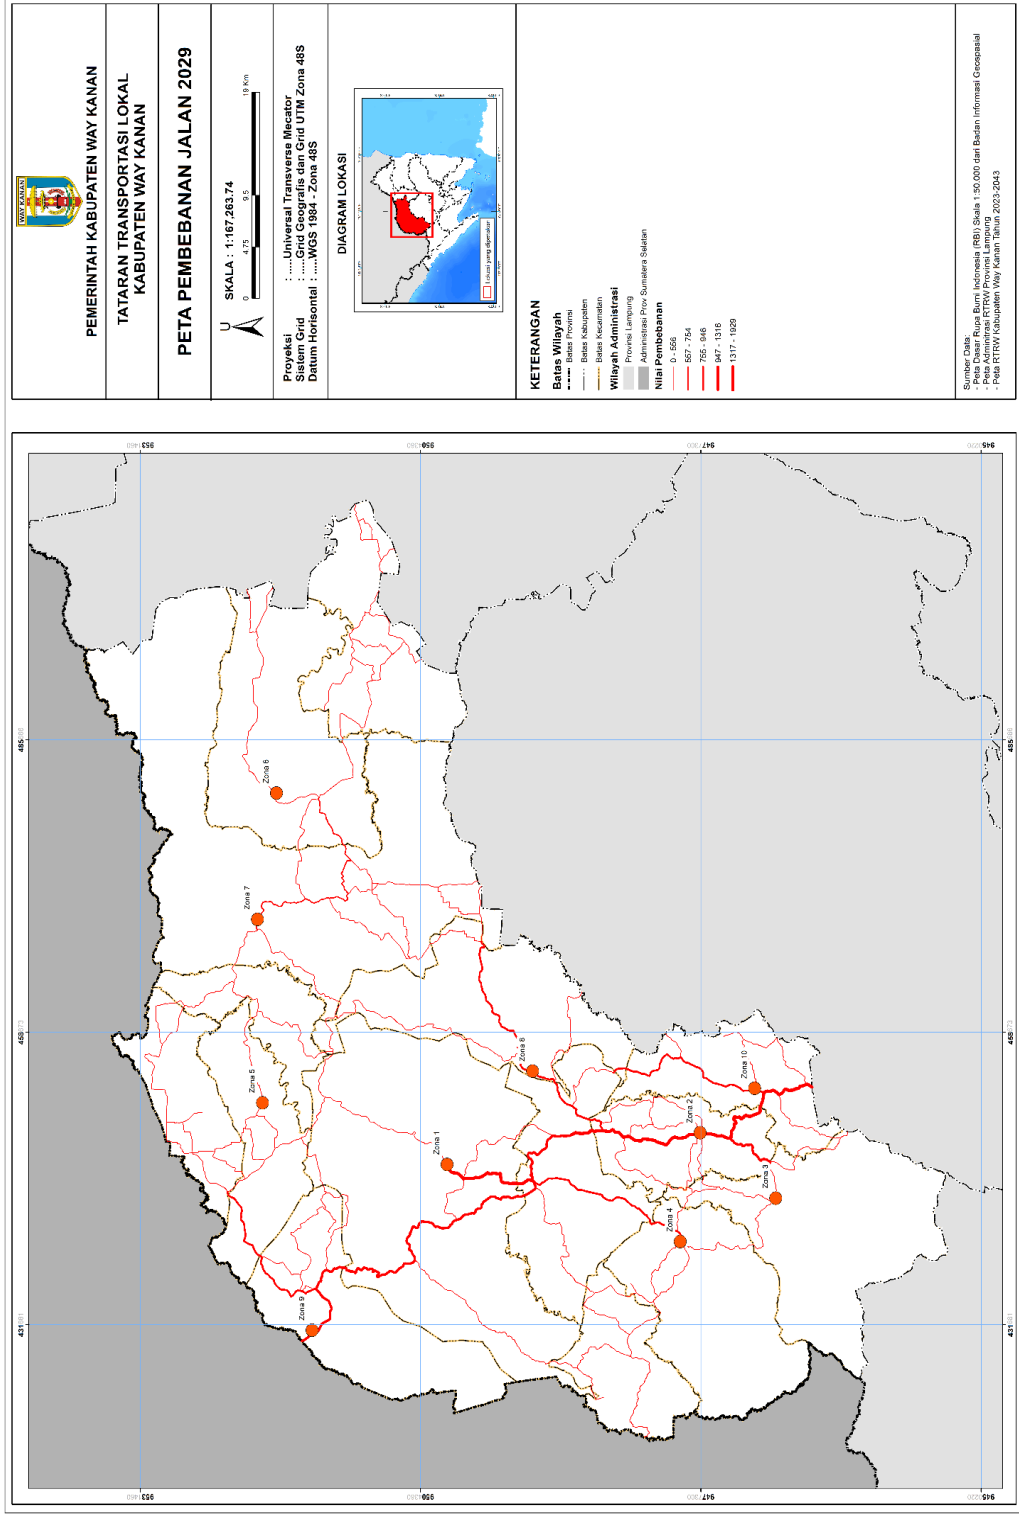 WAY KANAN
PEMERINTAH KABUPATEN WAY KANAN
TATARAN TRANSPORTASI LOKAL
KABUPATEN WAY KANAN
PETA PEMBEBANAN JALAN 2029
U
SKALA : 1:167,263.74
0 4.75 9.5 19 Km
Proyeksi : ......Universal Transverse Mecator
Sistem Grid : ......Grid Geografis dan Grid UTM Zona 48S
Datum Horisontal : ......WGS 1984 - Zona 48S
DIAGRAM LOKASI
Lokasi yang dipetakan
KETERANGAN
Batas Wilayah
Batas Provinsi
Batas Kabupaten
Batas Kecamatan
Wilayah Administrasi
Provinsi Lampung
Administrasi Prov Sumatera Selatan
Nilai Pembebanan
0 - 556
557 - 754
755 - 946
947 - 1316
1317 - 1929
Sumber Data:
- Peta Dasar Rupa Bumi Indonesia (RBI) Skala 1:50.000 dari Badan Informasi Geospasial
- Peta Adminitrasi RTRW Provinsi Lampung
- Peta RTRW Kabupaten Way Kanan Tahun 2023-2043
Zona 9
Zona 5
Zona 7
Zona 6
Zona 1
Zona 8
Zona 4
Zona 2
Zona 3
Zona 10